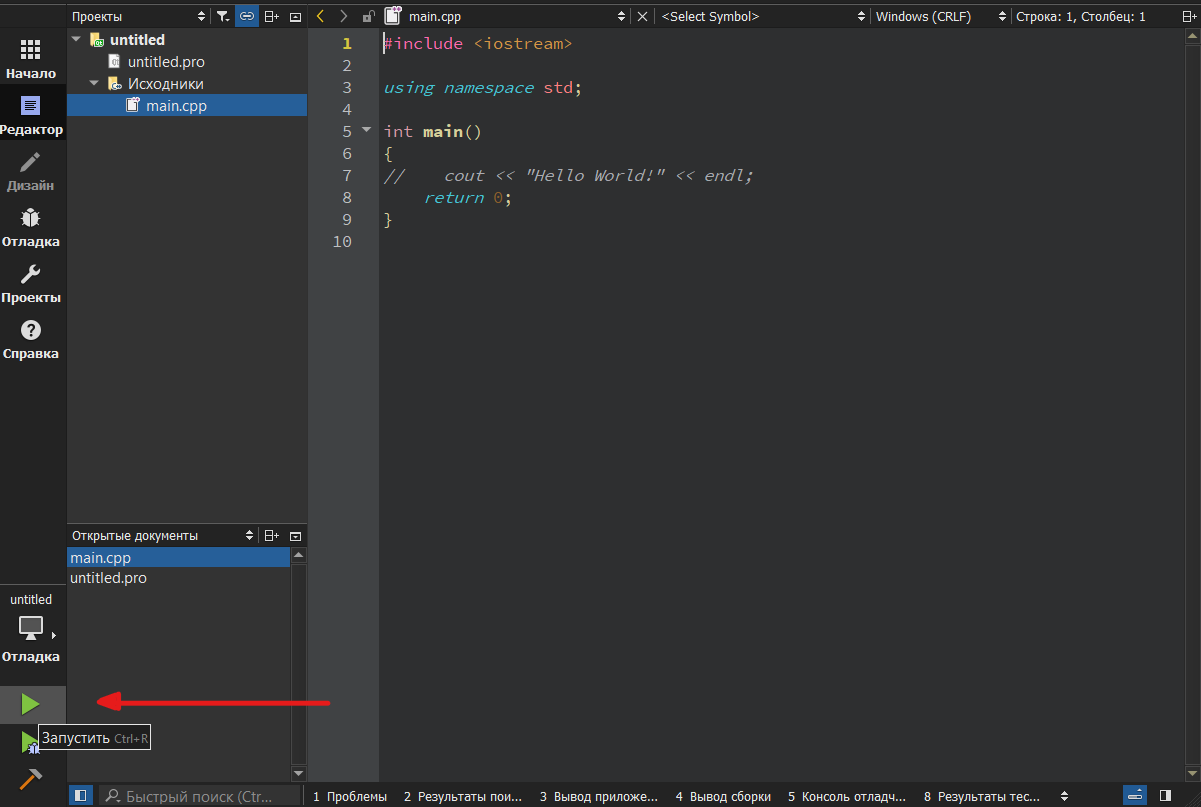 Проекты
main.cpp
<Select Symbol>
Windows (CRLF)
Строка: 1, Столбец: 1
Начало
Редактор
Дизайн
Отладка
Проекты
Справка
untitled
untitled.pro
Исходники
main.cpp
1 #include <iostream>
2
3 using namespace std;
4
5 int main()
6 {
7 //    cout << "Hello World!" << endl;
8     return 0;
9 }
10
Открытые документы
main.cpp
untitled.pro
untitled
Отладка
Запустить Ctrl+R
Быстрый поиск (Ctr...
1 Проблемы
2 Результаты пои...
3 Вывод приложе...
4 Вывод сборки
5 Консоль отладч...
8 Результаты тес...